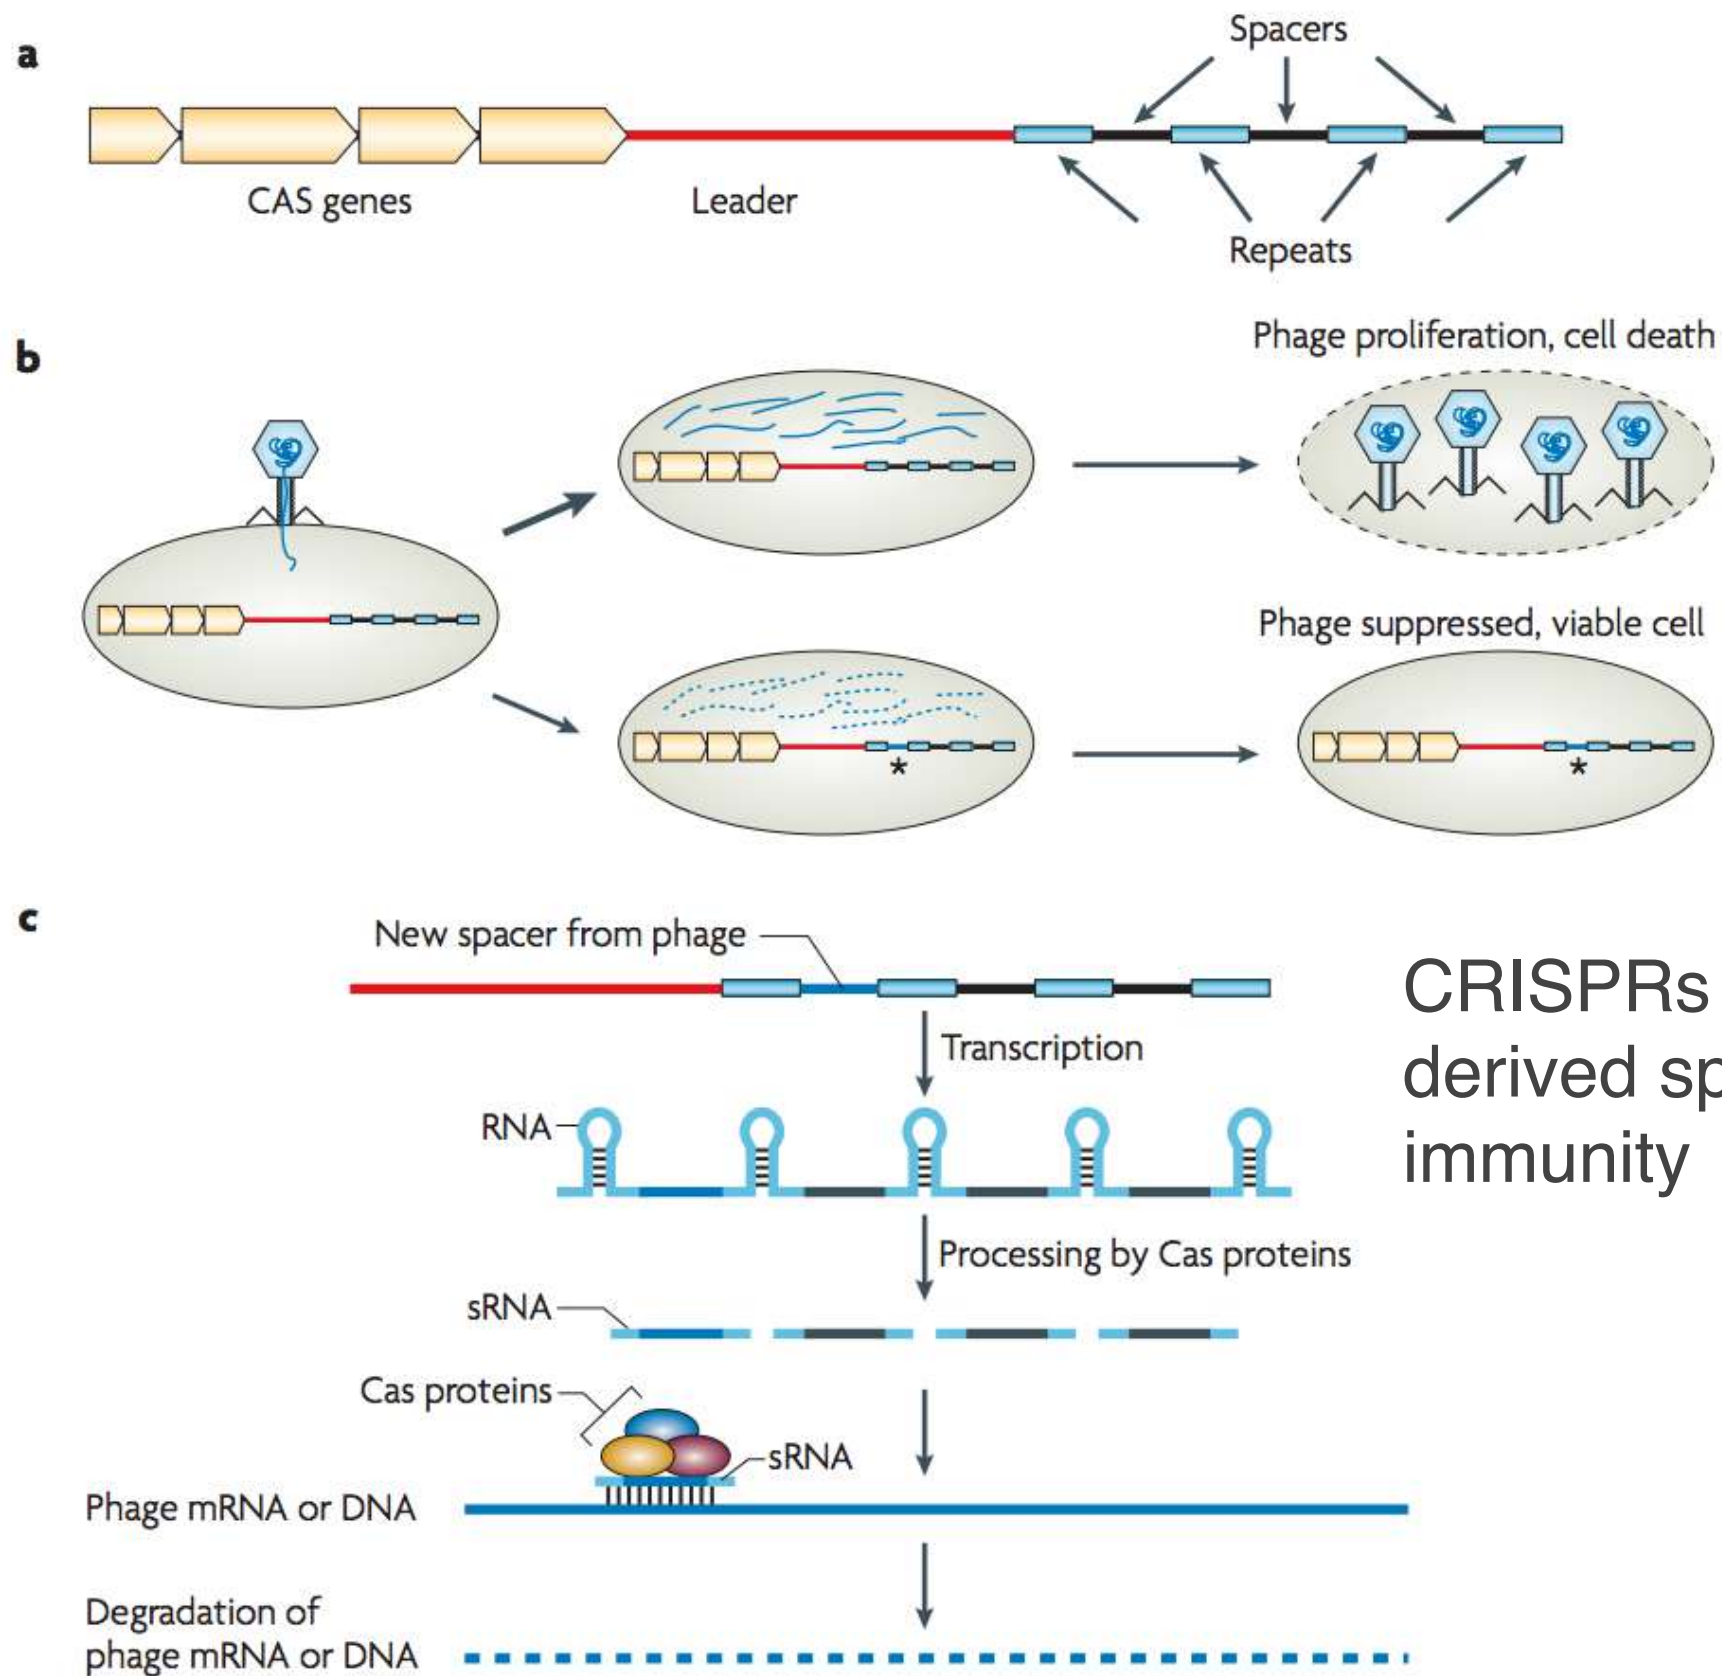 a
Spacers
CAS genes
Leader
Repeats
b
Phage proliferation, cell death
Phage suppressed, viable cell
*
*
c
New spacer from phage
Transcription
CRISPRs
derived
immunity
RNA
Processing by Cas proteins
sRNA
Cas proteins
sRNA
Phage mRNA or DNA
Degradation of
phage mRNA or DNA